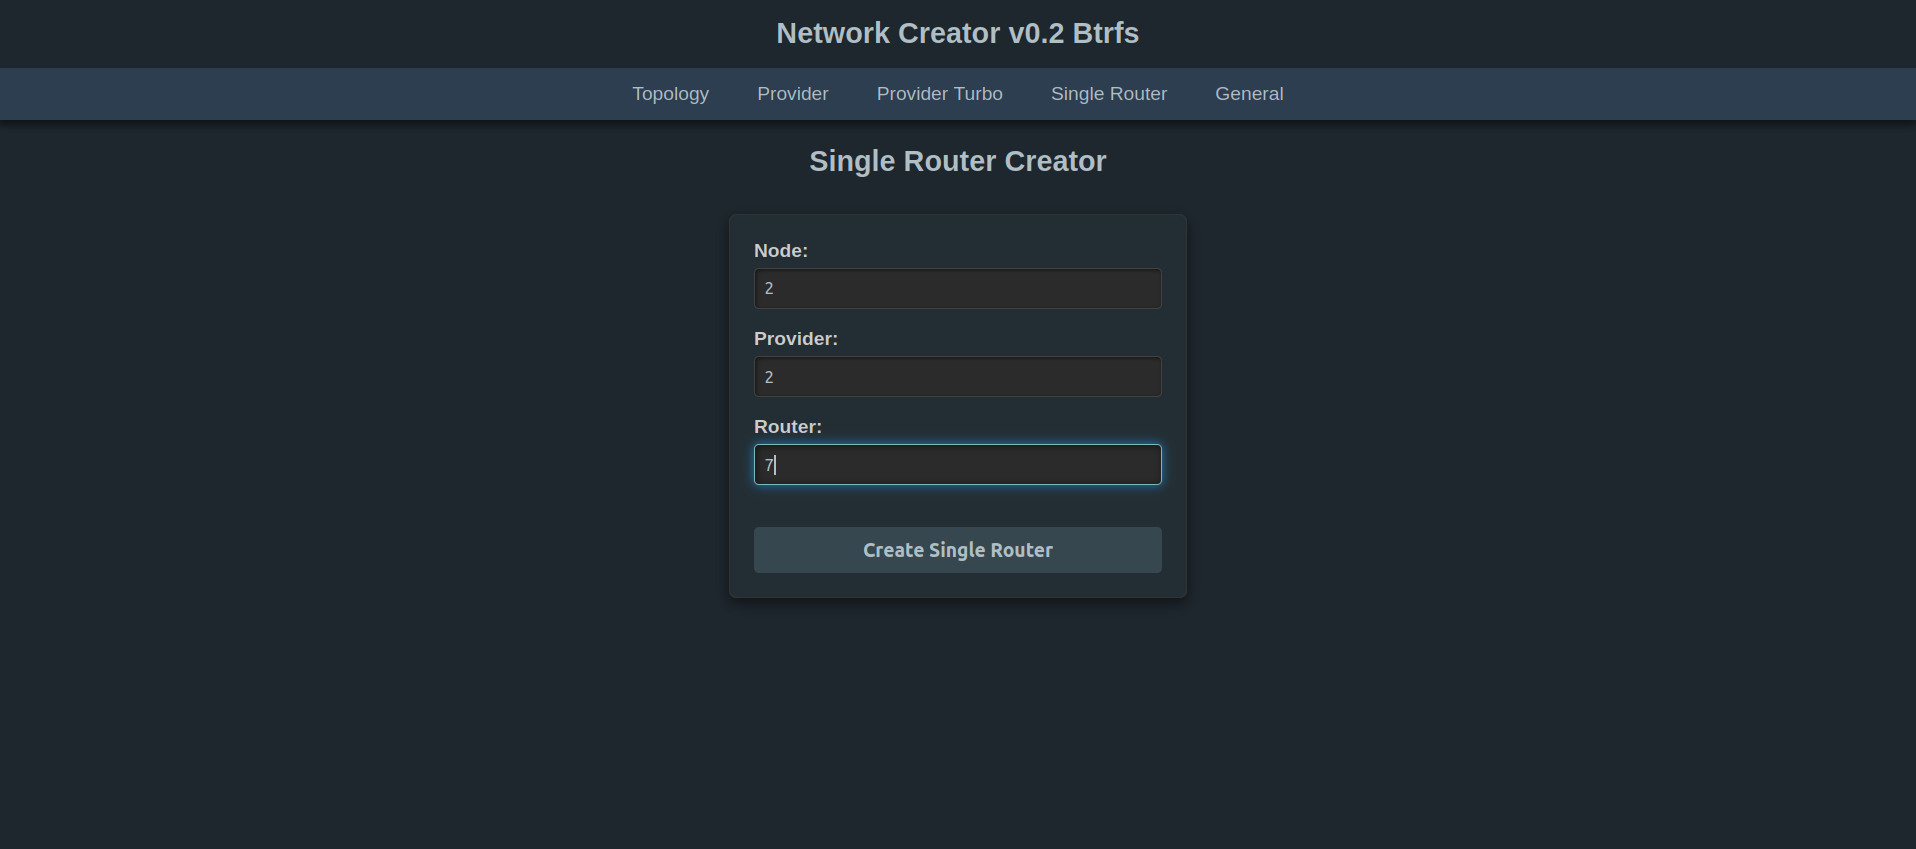 Network Creator v0.2 Btrfs
Topology Provider Provider Turbo Single Router General
Single Router Creator
Node:
2
Provider:
2
Router:
7
Create Single Router